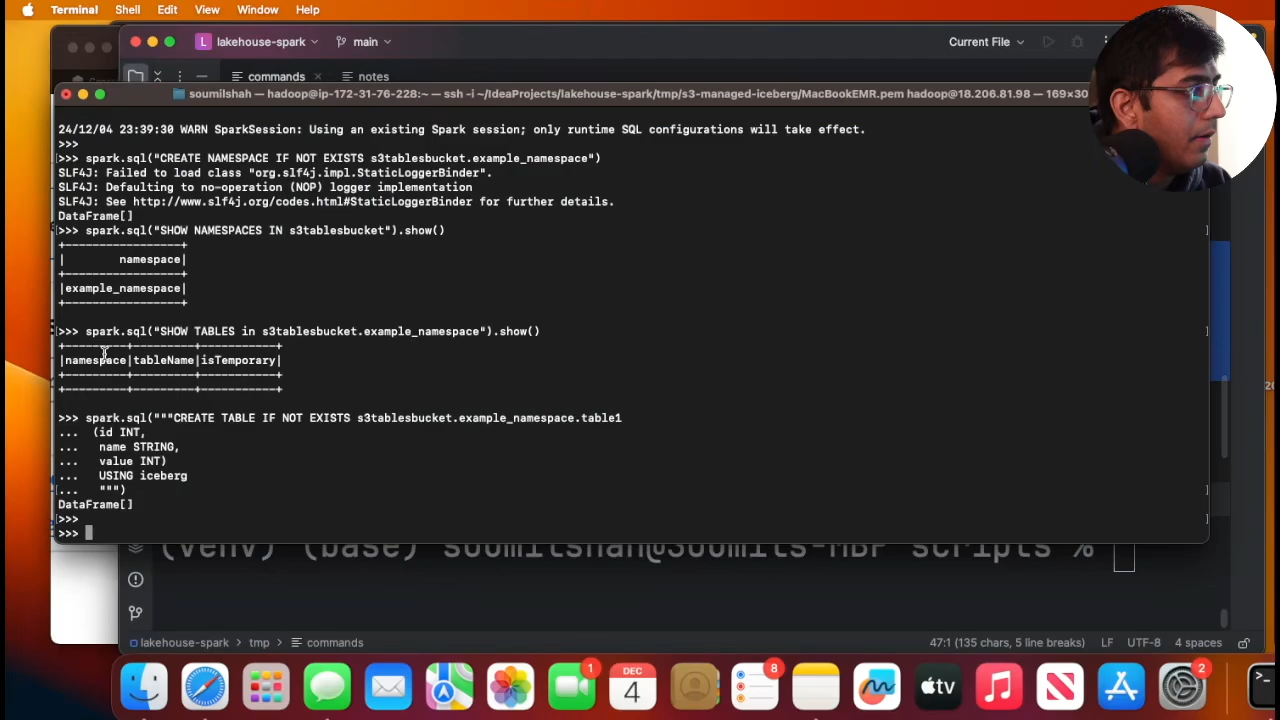 Terminal Shell Edit View Window Help
L lakehouse-spark main Current File
commands notes
soumilshah — hadoop@ip-172-31-76-228:~ — ssh -i ~/IdeaProjects/lakehouse-spark/tmp/s3-managed-iceberg/MacBookEMR.pem hadoop@18.206.81.98 — 169×30
24/12/04 23:39:30 WARN SparkSession: Using an existing Spark session; only runtime SQL configurations will take effect.
>>>
[>>> spark.sql("CREATE NAMESPACE IF NOT EXISTS s3tablesbucket.example_namespace")
SLF4J: Failed to load class "org.slf4j.impl.StaticLoggerBinder".
SLF4J: Defaulting to no-operation (NOP) logger implementation
SLF4J: See http://www.slf4j.org/codes.html#StaticLoggerBinder for further details.
DataFrame[]
[>>> spark.sql("SHOW NAMESPACES IN s3tablesbucket").show() ]
+-----------------+
|        namespace|
+-----------------+
|example_namespace|
+-----------------+
[>>> spark.sql("SHOW TABLES in s3tablesbucket.example_namespace").show() ]
+---------+---------+-----------+
|namespace|tableName|isTemporary|
+---------+---------+-----------+
+---------+---------+-----------+
>>> spark.sql("""CREATE TABLE IF NOT EXISTS s3tablesbucket.example_namespace.table1
...  (id INT,
...   name STRING,
...   value INT)
...   USING iceberg
[...   """) ]
DataFrame[]
[>>> ]
>>>
(venv) (base) soumilshah@Soumils-MBP scripts %
lakehouse-spark > tmp > commands 47:1 (135 chars, 5 line breaks) LF UTF-8 4 spaces
1 DEC 4 8 tv 2 >_